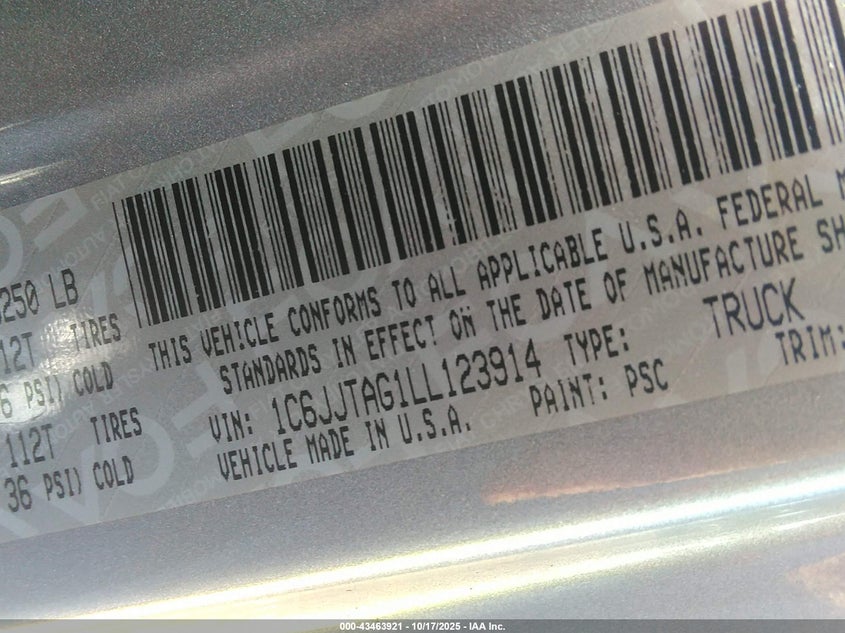 250 LB
12T TIRES
6 PSI) COLD
112T TIRES
36 PSI) COLD
THIS VEHICLE CONFORMS TO ALL APPLICABLE U.S.A. FEDERAL M
STANDARDS IN EFFECT ON THE DATE OF MANUFACTURE SH
VIN: 1C6JJTAG1LL123914 TYPE: TRUCK
VEHICLE MADE IN U.S.A. PAINT: PSC TRIM:
000-43463921 - 10/17/2025 - IAA Inc.